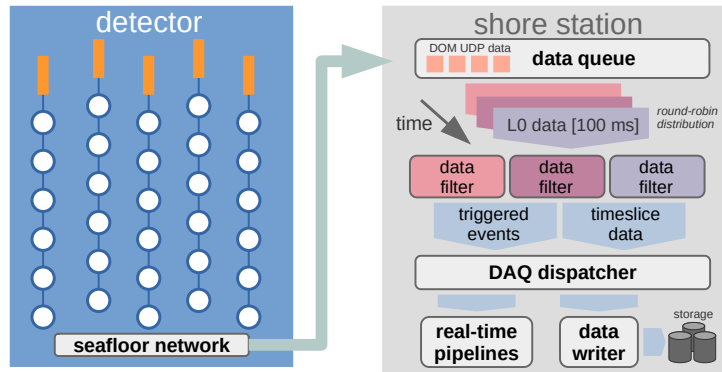 detector
seafloor network
shore station
DOM UDP data
data queue
time
L0 data [100 ms]
round-robin
distribution
data
filter
data
filter
data
filter
triggered
events
timeslice
data
DAQ dispatcher
real-time
pipelines
data
writer
storage